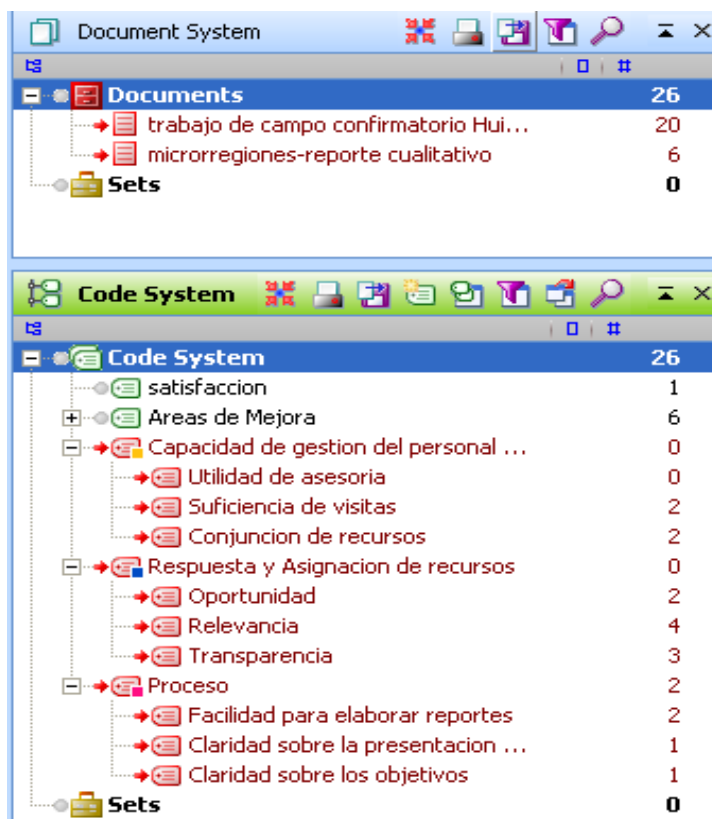 Document System
#
Documents 26
trabajo de campo confirmatorio Hui... 20
microrregiones-reporte cualitativo 6
Sets 0
Code System
#
Code System 26
satisfaccion 1
Areas de Mejora 6
Capacidad de gestion del personal ... 0
Utilidad de asesoria 0
Suficiencia de visitas 2
Conjuncion de recursos 2
Respuesta y Asignacion de recursos 0
Oportunidad 2
Relevancia 4
Transparencia 3
Proceso 2
Facilidad para elaborar reportes 2
Claridad sobre la presentacion ... 1
Claridad sobre los objetivos 1
Sets 0